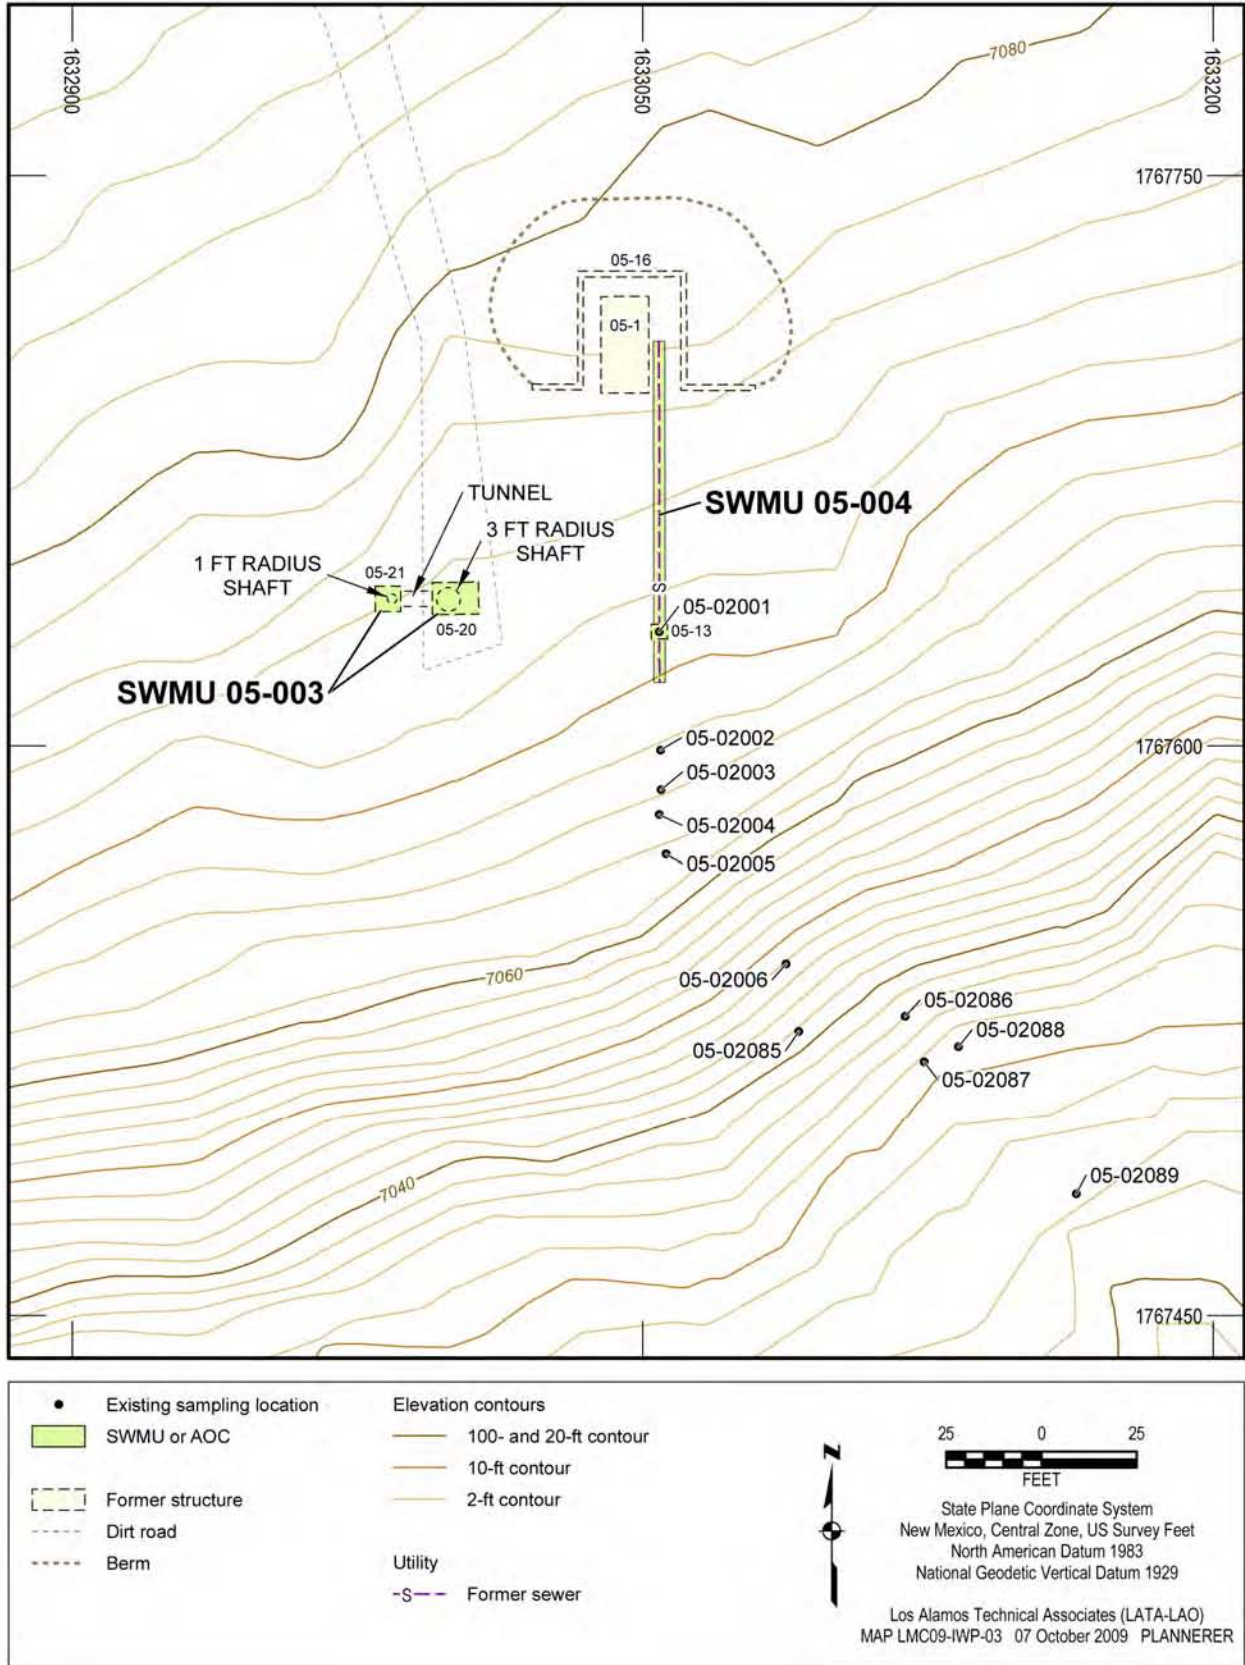 1632900
1633050
1633200
7080
1767750
05-16
05-1
TUNNEL
SWMU 05-004
3 FT RADIUS
SHAFT
1 FT RADIUS
SHAFT
05-21
S
05-02001
05-20
05-13
SWMU 05-003
05-02002
1767600
05-02003
05-02004
05-02005
7060
05-02006
05-02086
05-02088
05-02085
05-02087
7040
05-02089
1767450
Existing sampling location
SWMU or AOC
Former structure
Dirt road
Berm
Elevation contours
100- and 20-ft contour
10-ft contour
2-ft contour
Utility
S
Former sewer
N
25 0 25
FEET
State Plane Coordinate System
New Mexico, Central Zone, US Survey Feet
North American Datum 1983
National Geodetic Vertical Datum 1929
Los Alamos Technical Associates (LATA-LAO)
MAP LMC09-IWP-03 07 October 2009 PLANNERER